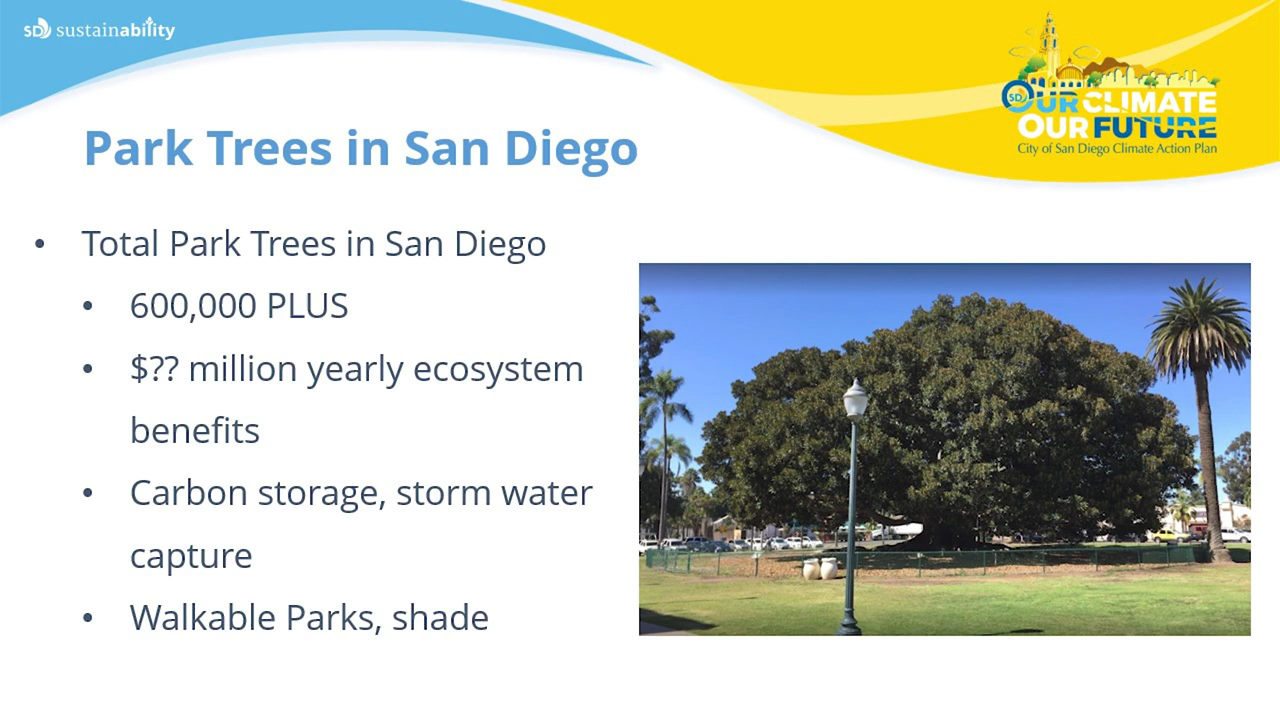 SD sustainability
SD OUR CLIMATE
OUR FUTURE
City of San Diego Climate Action Plan
Park Trees in San Diego
• Total Park Trees in San Diego
• 600,000 PLUS
• $?? million yearly ecosystem
benefits
• Carbon storage, storm water
capture
• Walkable Parks, shade